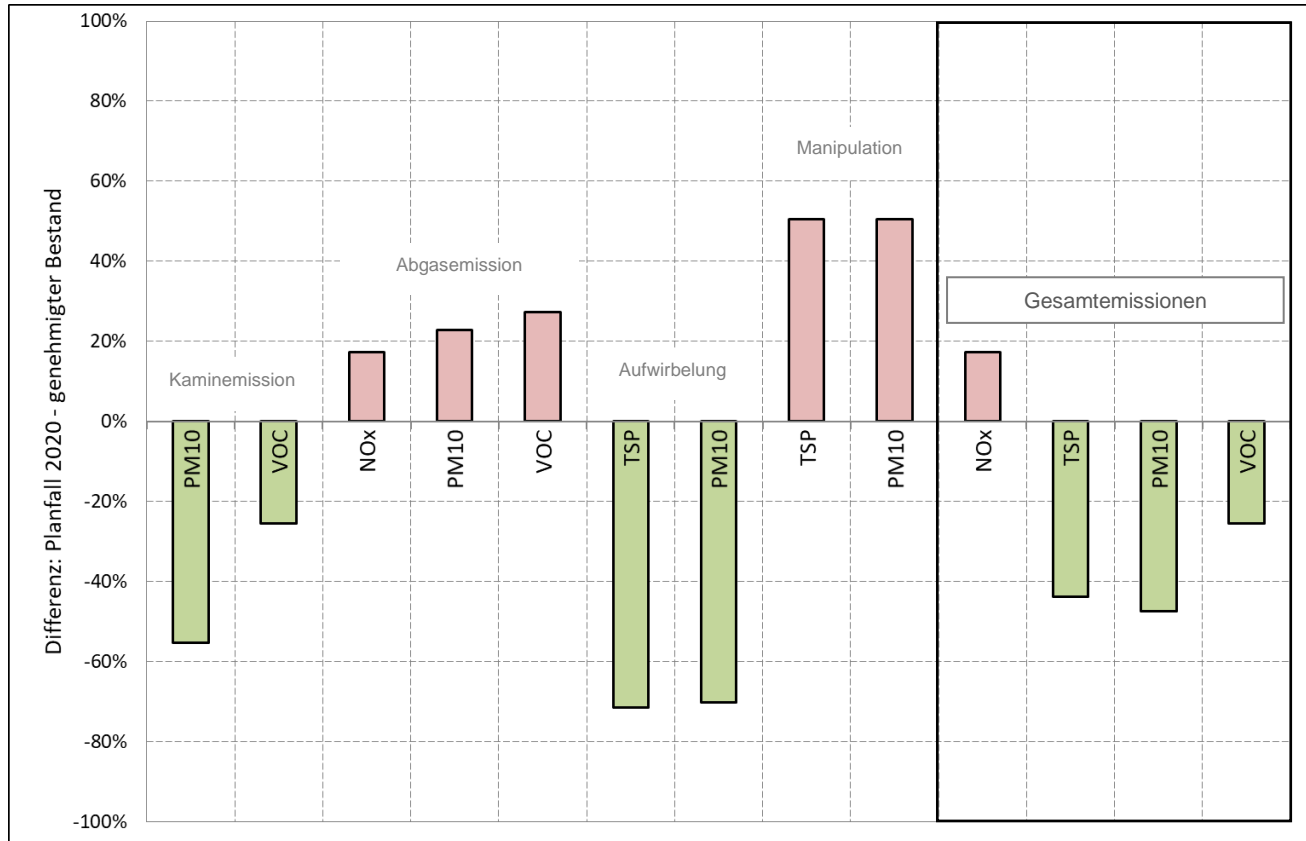 Differenz: Planfall 2020 - genehmigter Bestand
100%
80%
60%
40%
20%
0%
-20%
-40%
-60%
-80%
-100%
Kaminemission
PM10
VOC
Abgasemission
NOx
PM10
VOC
Aufwirbelung
TSP
PM10
Manipulation
TSP
PM10
Gesamtemissionen
NOx
TSP
PM10
VOC